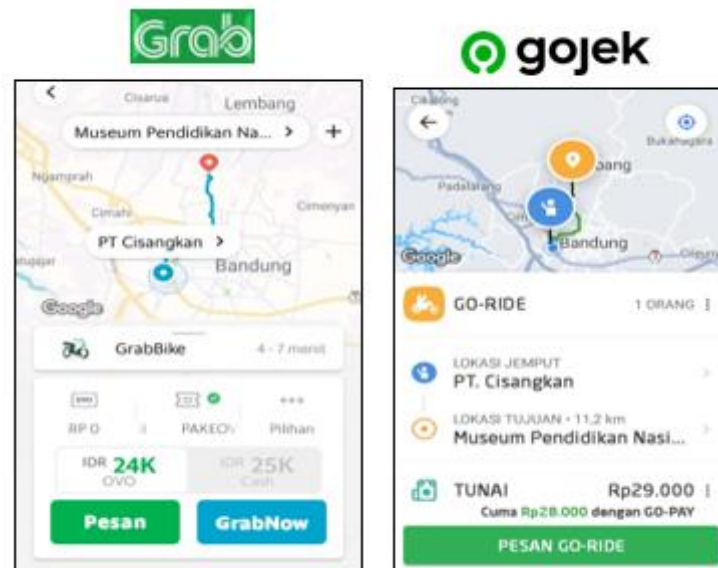 Grab
Cisarua
Lembang
Museum Pendidikan Na... > +
Ngamprah
Cimahi
Cimenyan
PT Cisangkan >
Bandung
Google
GrabBike
4 - 7 menit
RP 0
Pilihan
IDR 24K
OVO
IDR 25K
Cash
Pesan
GrabNow
gojek
Padalarang
Bandung
Google
GO-RIDE
1 ORANG
LOKASI JEMPUT
PT. Cisangkan
LOKASI TUJUAN • 11,2 km
Museum Pendidikan Nasi...
TUNAI
Rp29.000
Cuma Rp28.000 dengan GO-PAY
PESAN GO-RIDE